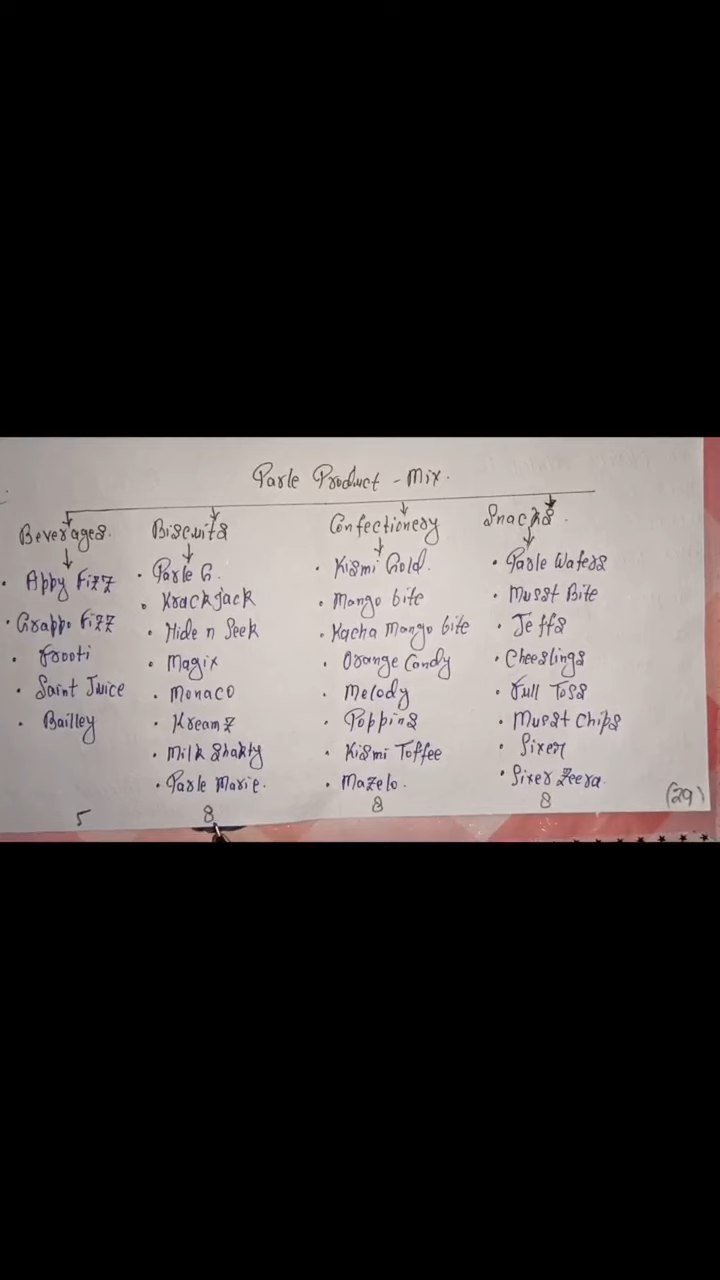 Parle Product - Mix.
Beverages.
Appy Fizz
Grappo Fizz
Frooti
Saint Juice
Bailley
5
Biscuits
Parle G.
Krackjack
Hide n Seek
Magix
Monaco
Kreamz
Milk Shakty
Parle Marie.
8
Confectionery
Kismi Gold.
Mango bite
Kacha Mango bite
Orange Candy
Melody
Poppins
Kismi Toffee
Mazelo.
8
Snacks.
Parle Wafers
Musst Bite
Jeffs
Cheeslings
Full Toss
Musst Chips
Sixer
Sixer Zeera.
8
(29)